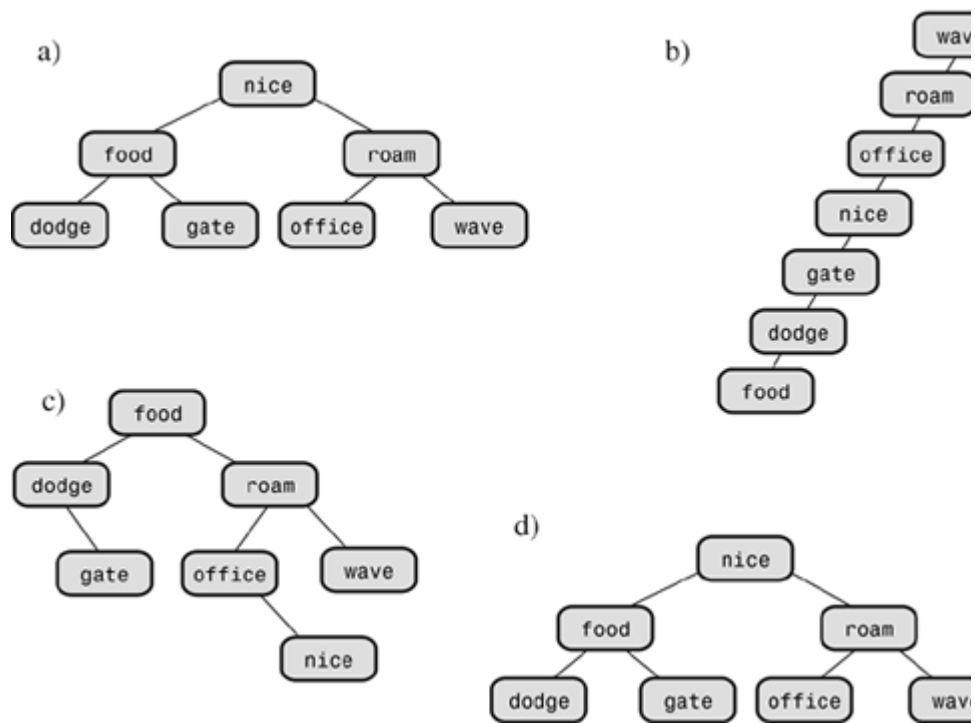 a)
nice
food roam
dodge gate office wave
b)
wav
roam
office
nice
gate
dodge
food
c)
food
dodge roam
gate office wave
nice
d)
nice
food roam
dodge gate office wave